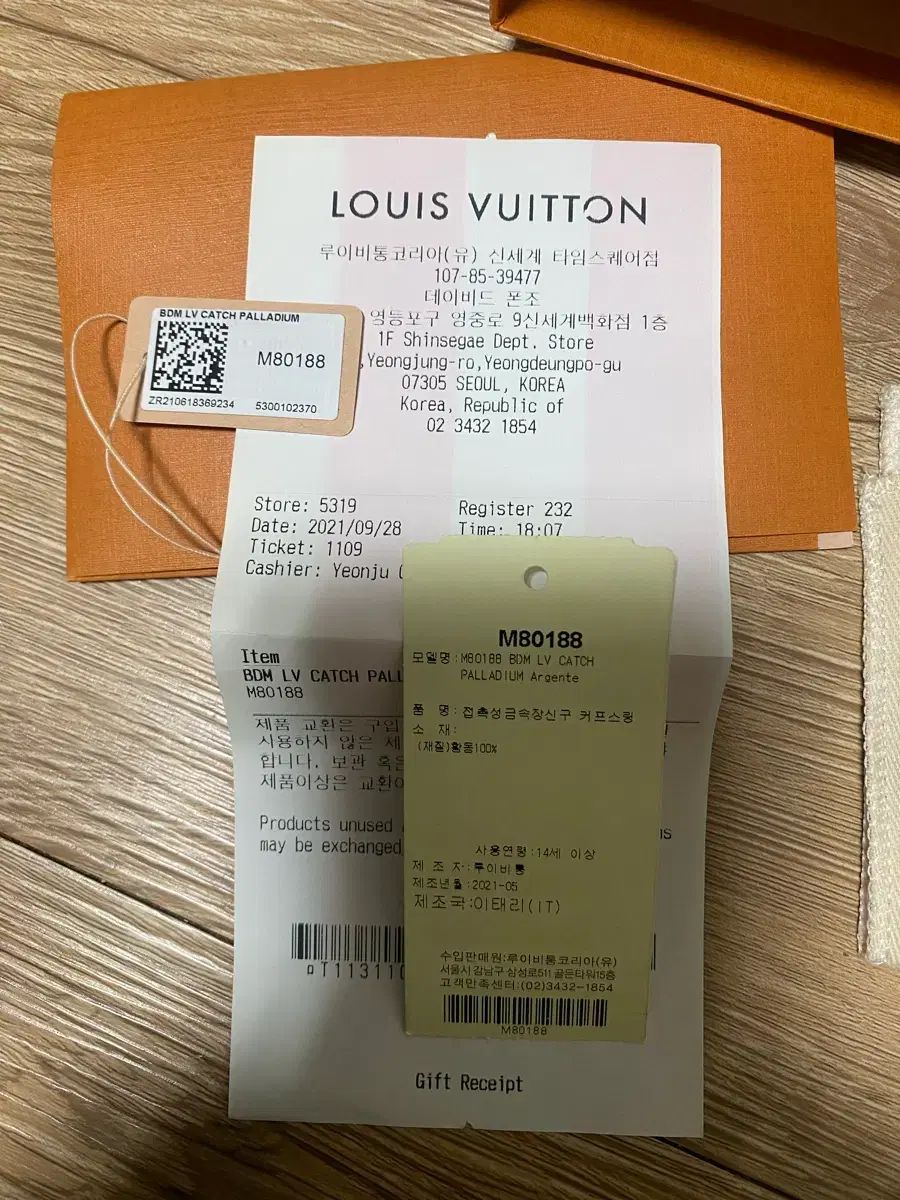 LOUIS VUITTON
루이비통코리아(유) 신세계 타임스퀘어점
107-85-39477
데이비드 폰조
영등포구 영중로 9신세계백화점 1층
1F Shinsegae Dept. Store
,Yeongjung-ro,Yeongdeungpo-gu
07305 SEOUL, KOREA
Korea, Republic of
02 3432 1854
BDM LV CATCH PALLADIUM
M80188
ZR210618369234 5300102370
Store: 5319 Register 232
Date: 2021/09/28 Time: 18:07
Ticket: 1109
Cashier: Yeonju
Item
BDM LV CATCH PALL
M80188
제품 교환은 구입
사용하지 않은 제
합니다. 보관 혹은
제품이상은 교환이
Products unused
may be exchanged
T113110
Gift Receipt
M80188
모델명:M80188 BDM LV CATCH
PALLADIUM Argente
품 명:접촉성금속장신구 커프스링
소 재:
(재질)황동100%
사용연령:14세 이상
제 조 자:루이비통
제조년월:2021-05
제조국:이태리(IT)
수입판매원:루이비통코리아(유)
서울시강남구 삼성로511 골든타워15층
고객만족센터:(02)3432-1854
M80188